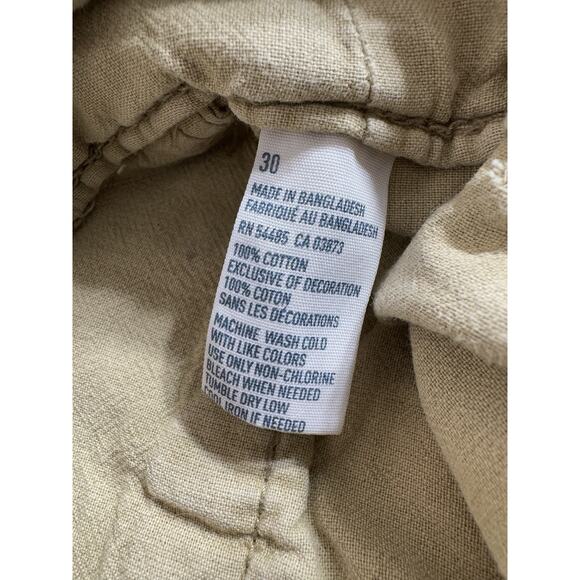 30
MADE IN BANGLADESH
FABRIQUÉ AU BANGLADESH
RN 54485 CA 03873
100% COTTON
EXCLUSIVE OF DECORATION
100% COTON
SANS LES DÉCORATIONS
MACHINE WASH COLD
WITH LIKE COLORS
USE ONLY NON-CHLORINE
BLEACH WHEN NEEDED
TUMBLE DRY LOW
COOL IRON IF NEEDED